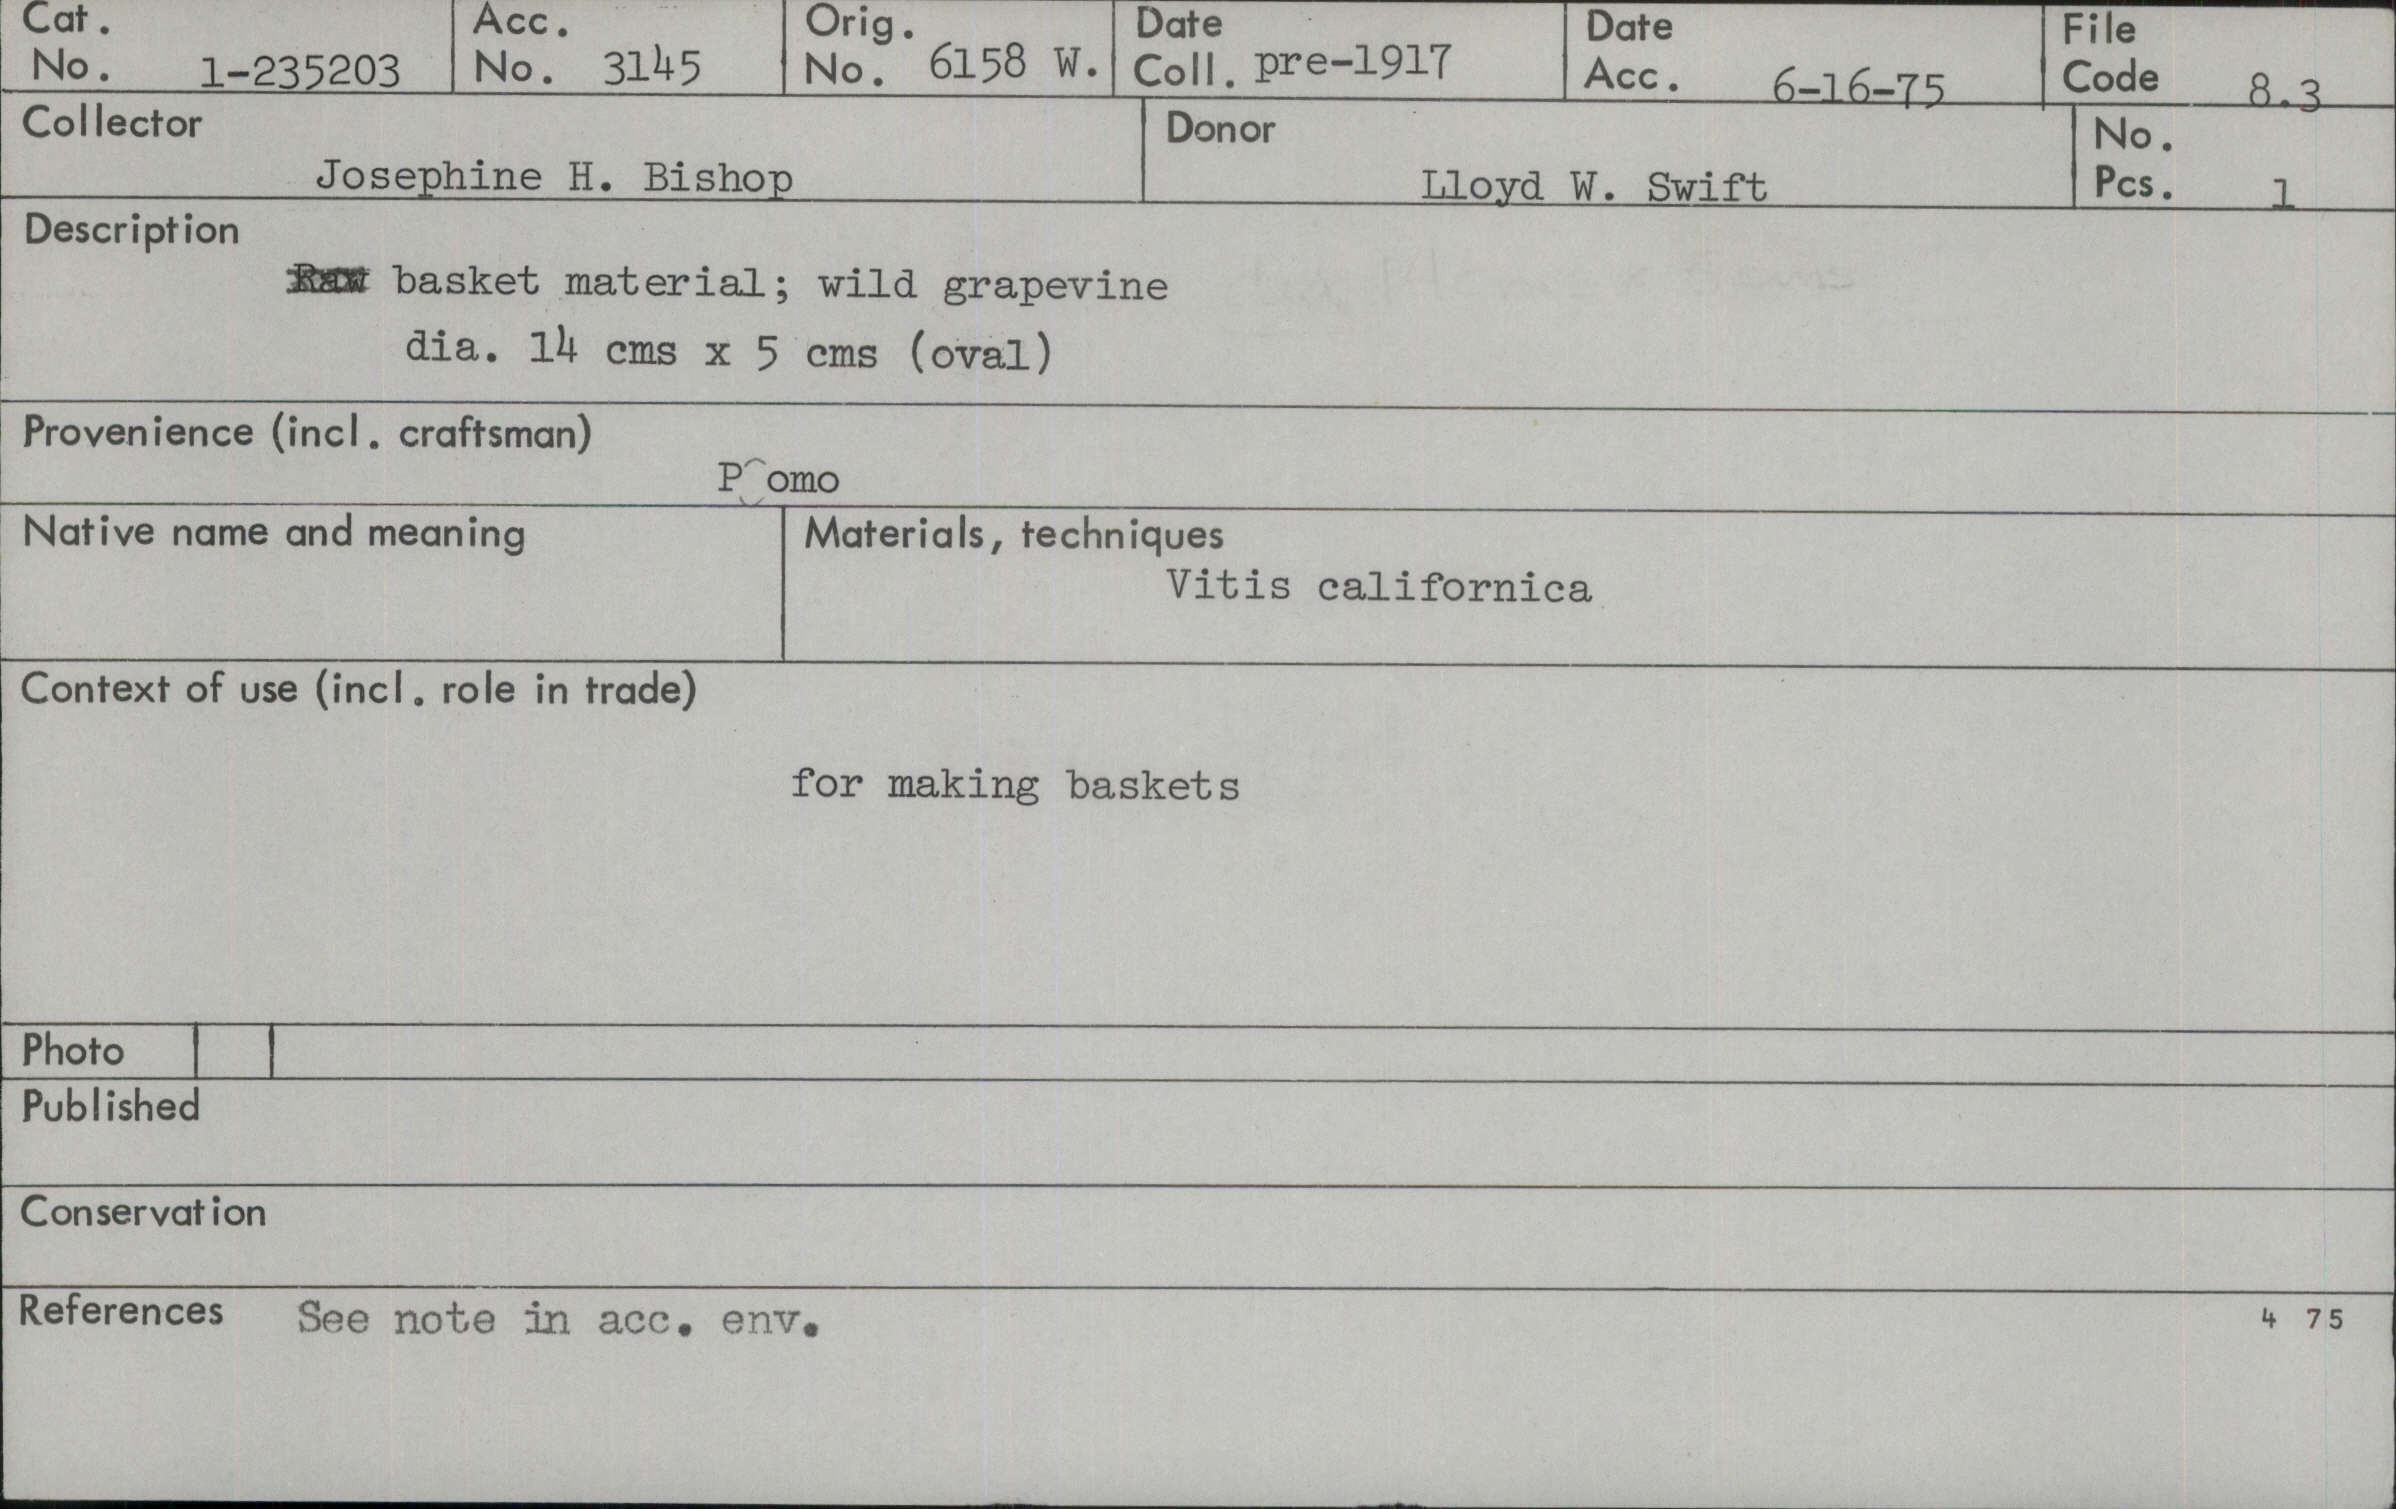 Cat. No. 1-235203 Acc. No. 3145 Orig. No. 6158 W. Date Coll. pre-1917 Date Acc. 6-16-75 File Code 8.3
Collector Josephine H. Bishop Donor Lloyd W. Swift No. Pcs. 1
Description
Raw basket material; wild grapevine
dia. 14 cms x 5 cms (oval)
Provenience (incl. craftsman)
P omo
Native name and meaning Materials, techniques
Vitis californica
Context of use (incl. role in trade)
for making baskets
Photo
Published
Conservation
References See note in acc. env. 4 75